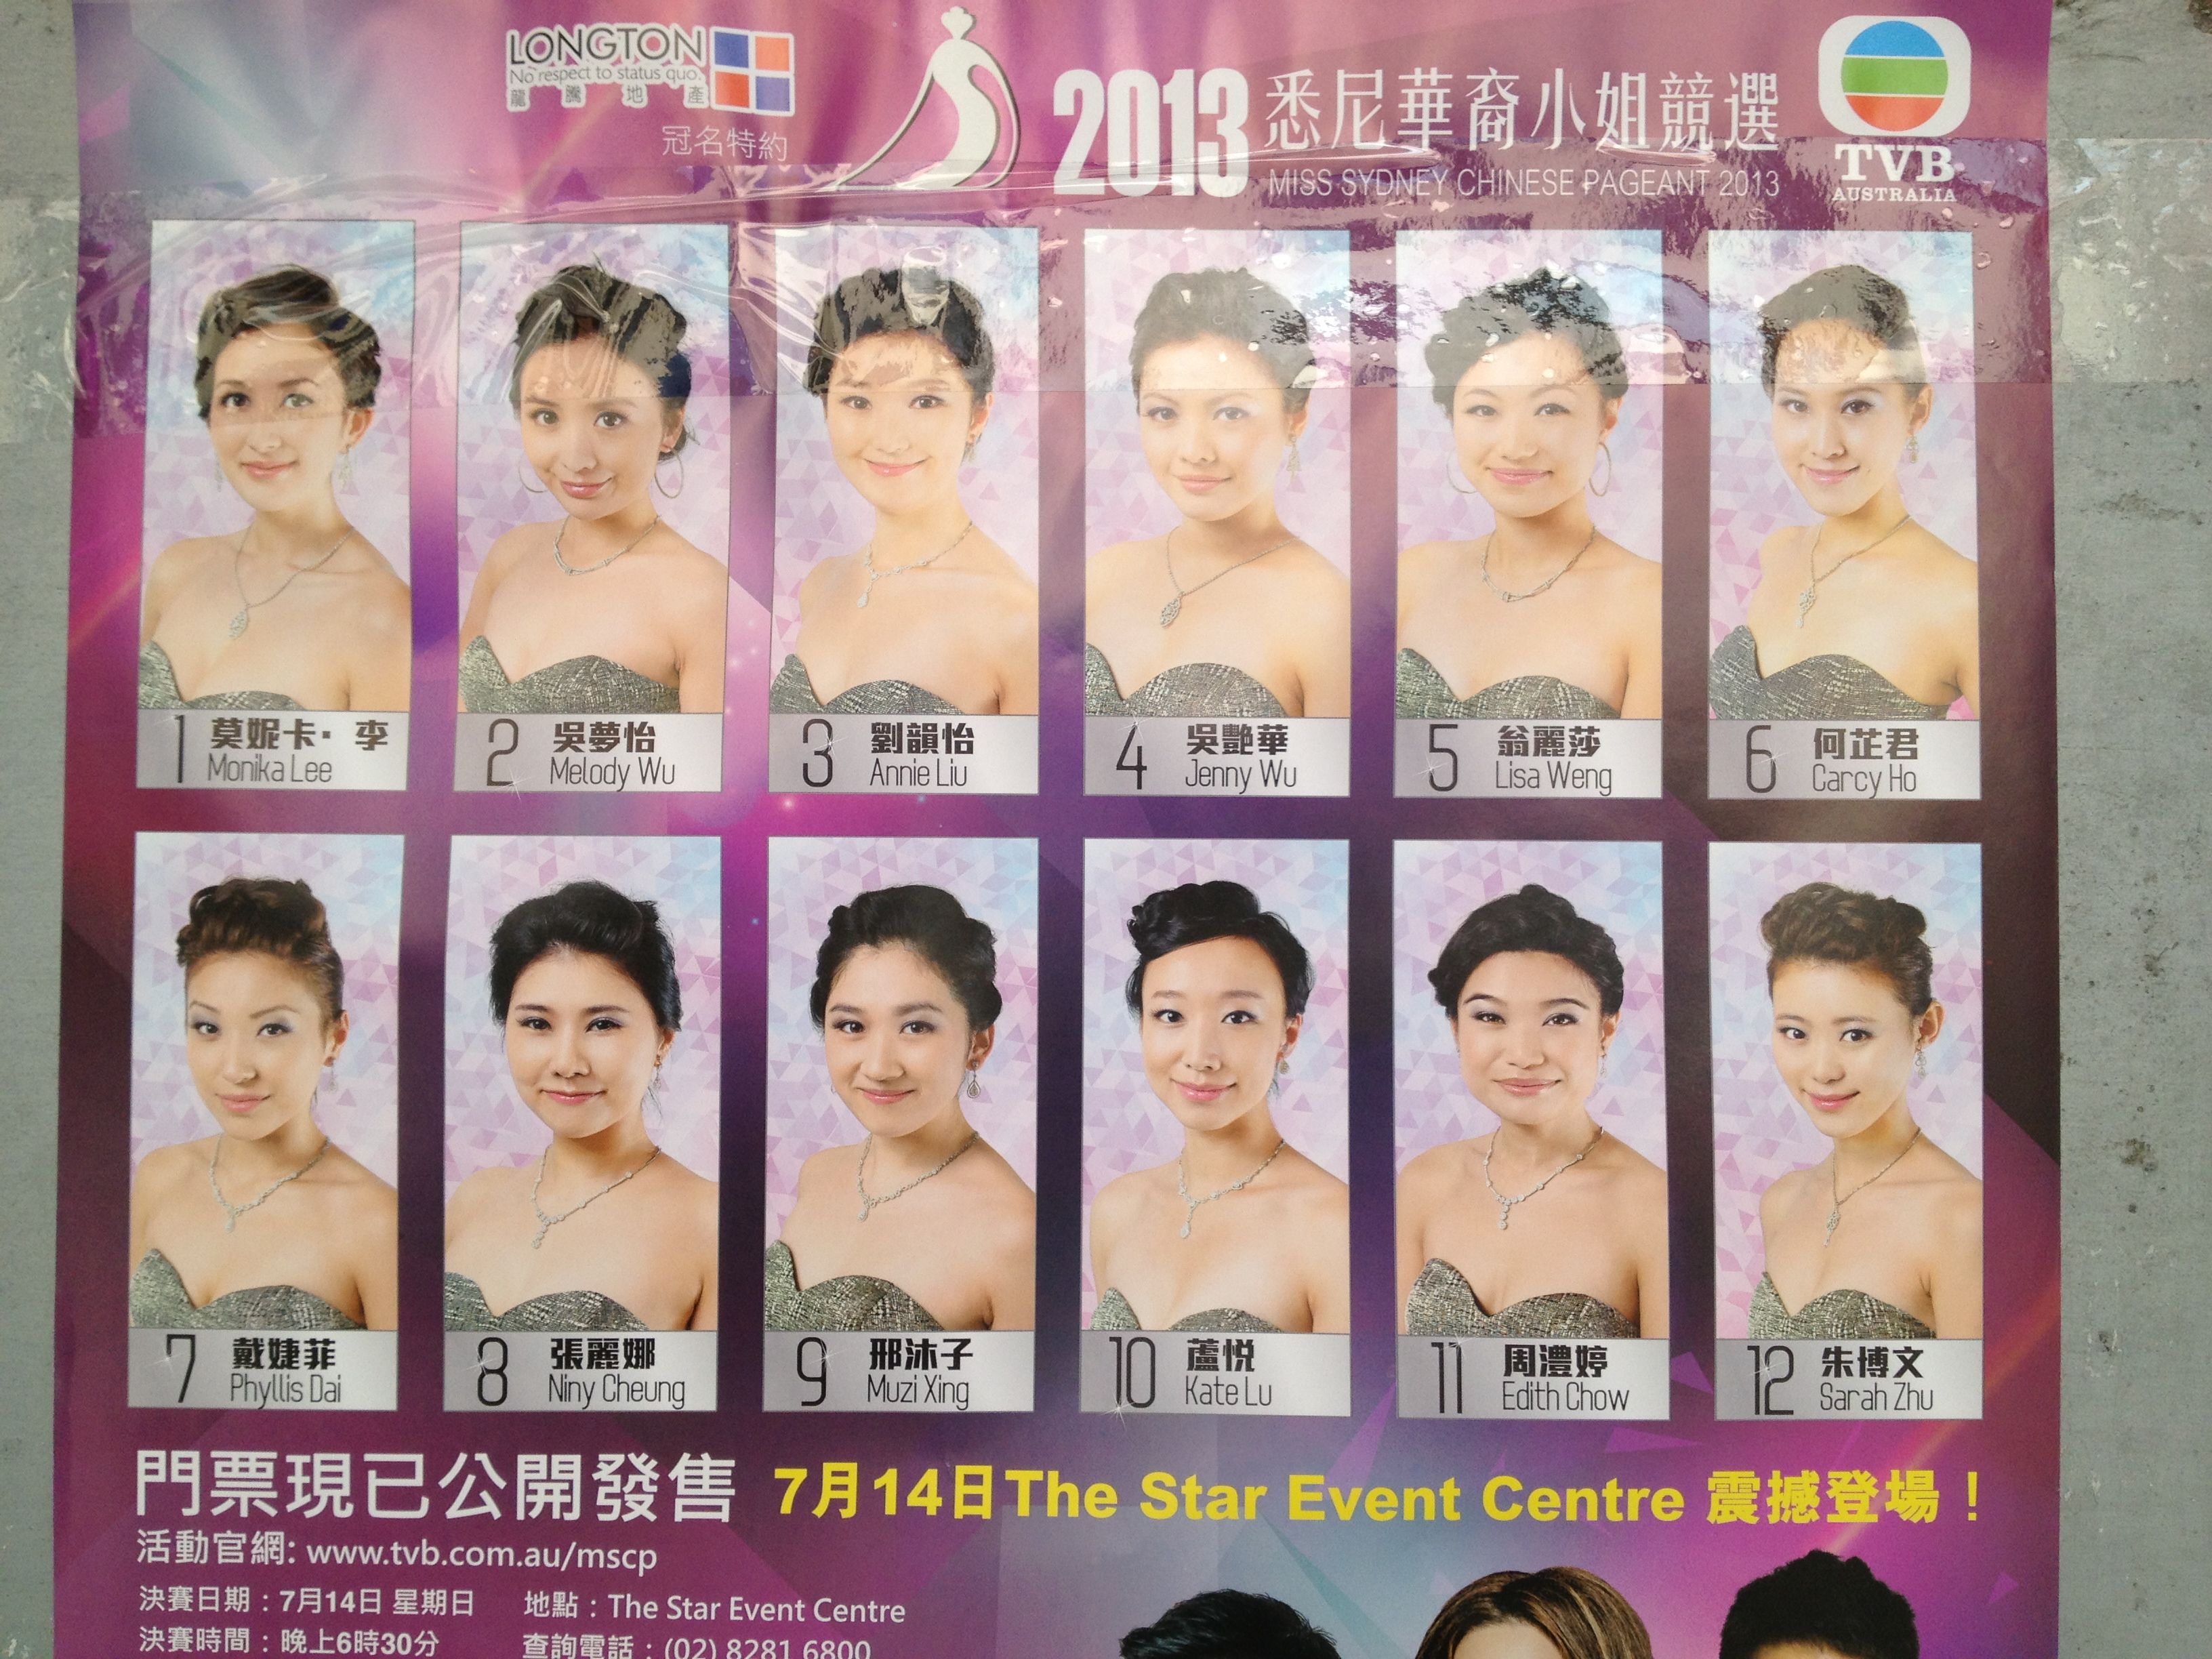 LONGTON
No respect to status quo.
龍騰地產
冠名特約
2013 悉尼華裔小姐競選
MISS SYDNEY CHINESE PAGEANT 2013
TVB
AUSTRALIA
1 莫妮卡·李
Monika Lee
2 吳夢怡
Melody Wu
3 劉韻怡
Annie Liu
4 吳艷華
Jenny Wu
5 翁麗莎
Lisa Weng
6 何芷君
Carcy Ho
7 戴婕菲
Phyllis Dai
8 張麗娜
Niny Cheung
9 邢沐子
Muzi Xing
10 蘆悦
Kate Lu
11 周澧婷
Edith Chow
12 朱博文
Sarah Zhu
門票現已公開發售 7月14日The Star Event Centre 震撼登場！
活動官網: www.tvb.com.au/mscp
決賽日期：7月14日 星期日 地點：The Star Event Centre
決賽時間：晚上6時30分 查詢電話：(02) 8281 6800